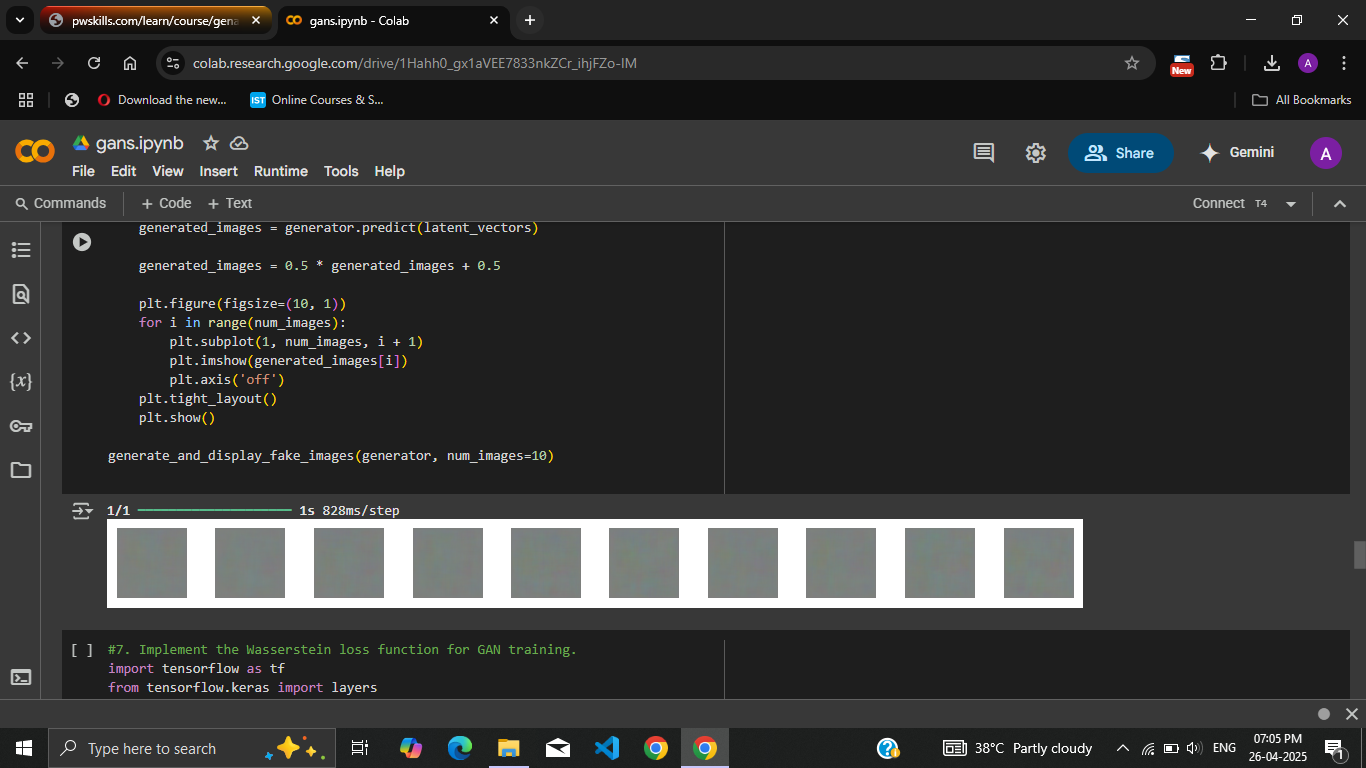 pwskills.com/learn/course/gena
gans.ipynb - Colab
colab.research.google.com/drive/1Hahh0_gx1aVEE7833nkZCr_ihjFZo-IM
New
A
Download the new...
IST
Online Courses & S...
All Bookmarks
gans.ipynb
Share
Gemini
A
File Edit View Insert Runtime Tools Help
Commands + Code + Text
Connect T4
generated_images = generator.predict(latent_vectors)
generated_images = 0.5 * generated_images + 0.5
plt.figure(figsize=(10, 1))
for i in range(num_images):
plt.subplot(1, num_images, i + 1)
plt.imshow(generated_images[i])
plt.axis('off')
plt.tight_layout()
plt.show()
generate_and_display_fake_images(generator, num_images=10)
1/1 1s 828ms/step
[ ] #7. Implement the Wasserstein loss function for GAN training.
import tensorflow as tf
from tensorflow.keras import layers
{x}
Type here to search
38°C Partly cloudy
ENG
07:05 PM
26-04-2025
1